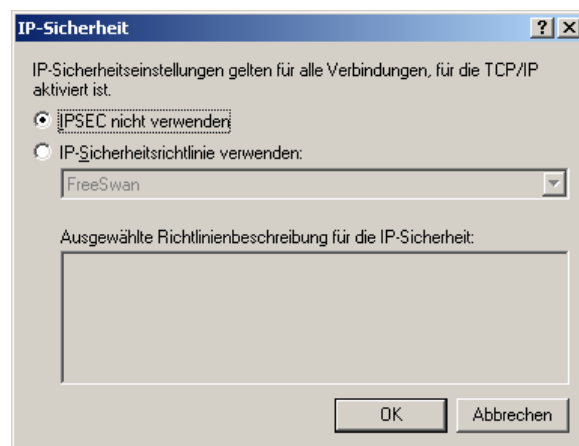 IP-Sicherheit
IP-Sicherheitseinstellungen gelten für alle Verbindungen, für die TCP/IP
aktiviert ist.
IPSEC nicht verwenden
IP-Sicherheitsrichtlinie verwenden:
FreeSwan
Ausgewählte Richtlinienbeschreibung für die IP-Sicherheit:
OK Abbrechen